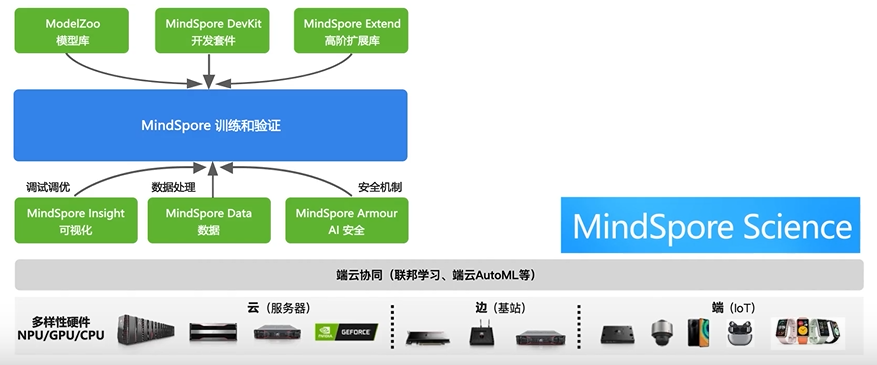 ModelZoo
模型库
MindSpore DevKit
开发套件
MindSpore Extend
高阶扩展库
MindSpore 训练和验证
调试调优
数据处理
安全机制
MindSpore Insight
可视化
MindSpore Data
数据
MindSpore Armour
AI 安全
MindSpore Science
端云协同（联邦学习、端云AutoML等）
多样性硬件
NPU/GPU/CPU
云（服务器）
NVIDIA
GEFORCE
边（基站）
端（IoT）